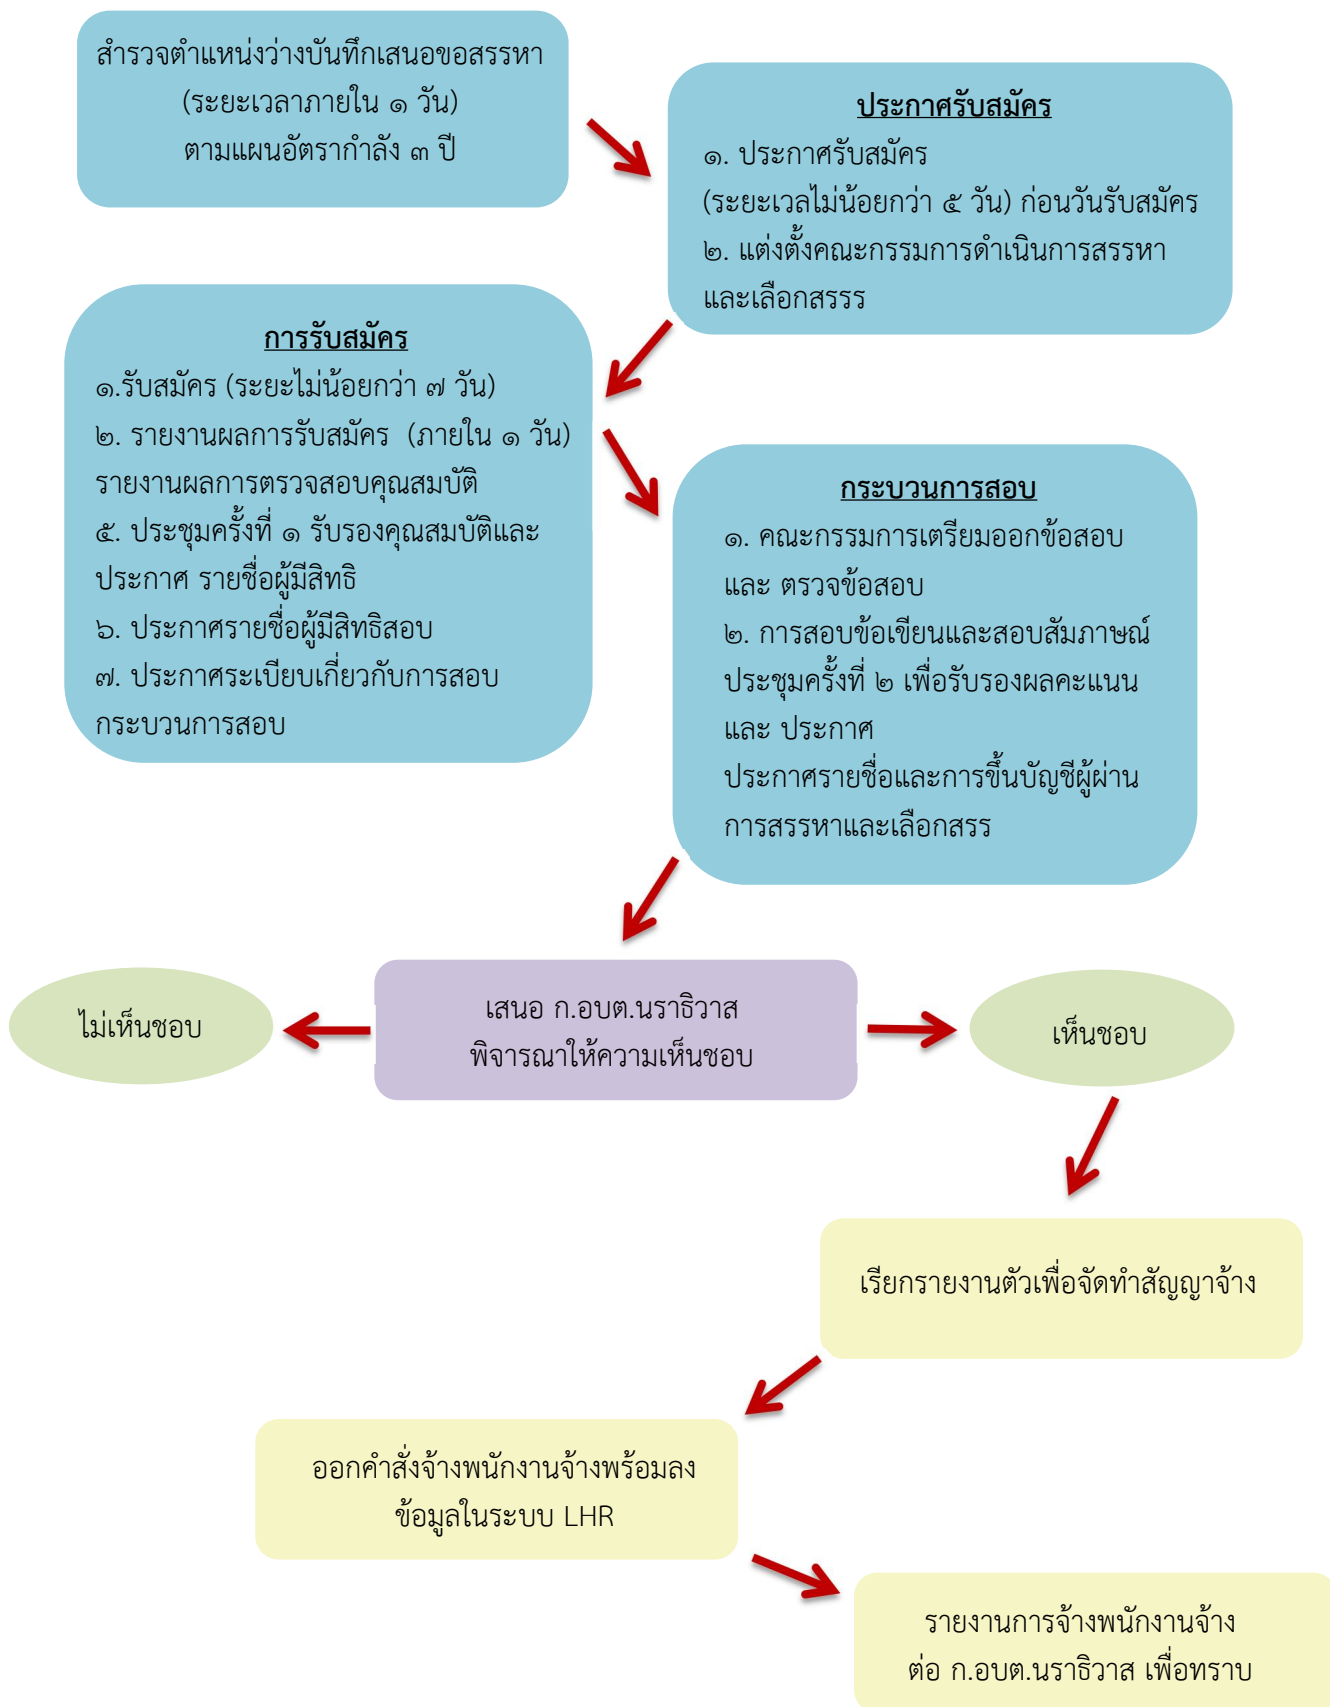 สำรวจตำแหน่งว่างบันทึกเสนอขอสรรหา
(ระยะเวลาภายใน ๑ วัน)
ตามแผนอัตรากำลัง ๓ ปี
ประกาศรับสมัคร
๑. ประกาศรับสมัคร
(ระยะเวลไม่น้อยกว่า ๕ วัน) ก่อนวันรับสมัคร
๒. แต่งตั้งคณะกรรมการดำเนินการสรรหา
และเลือกสรรร
การรับสมัคร
๑.รับสมัคร (ระยะไม่น้อยกว่า ๗ วัน)
๒. รายงานผลการรับสมัคร (ภายใน ๑ วัน)
รายงานผลการตรวจสอบคุณสมบัติ
๕. ประชุมครั้งที่ ๑ รับรองคุณสมบัติและ
ประกาศ รายชื่อผู้มีสิทธิ
๖. ประกาศรายชื่อผู้มีสิทธิสอบ
๗. ประกาศระเบียบเกี่ยวกับการสอบ
กระบวนการสอบ
กระบวนการสอบ
๑. คณะกรรมการเตรียมออกข้อสอบ
และ ตรวจข้อสอบ
๒. การสอบข้อเขียนและสอบสัมภาษณ์
ประชุมครั้งที่ ๒ เพื่อรับรองผลคะแนน
และ ประกาศ
ประกาศรายชื่อและการขึ้นบัญชีผู้ผ่าน
การสรรหาและเลือกสรร
ไม่เห็นชอบ
เสนอ ก.อบต.นราธิวาส
พิจารณาให้ความเห็นชอบ
เห็นชอบ
เรียกรายงานตัวเพื่อจัดทำสัญญาจ้าง
ออกคำสั่งจ้างพนักงานจ้างพร้อมลง
ข้อมูลในระบบ LHR
รายงานการจ้างพนักงานจ้าง
ต่อ ก.อบต.นราธิวาส เพื่อทราบ